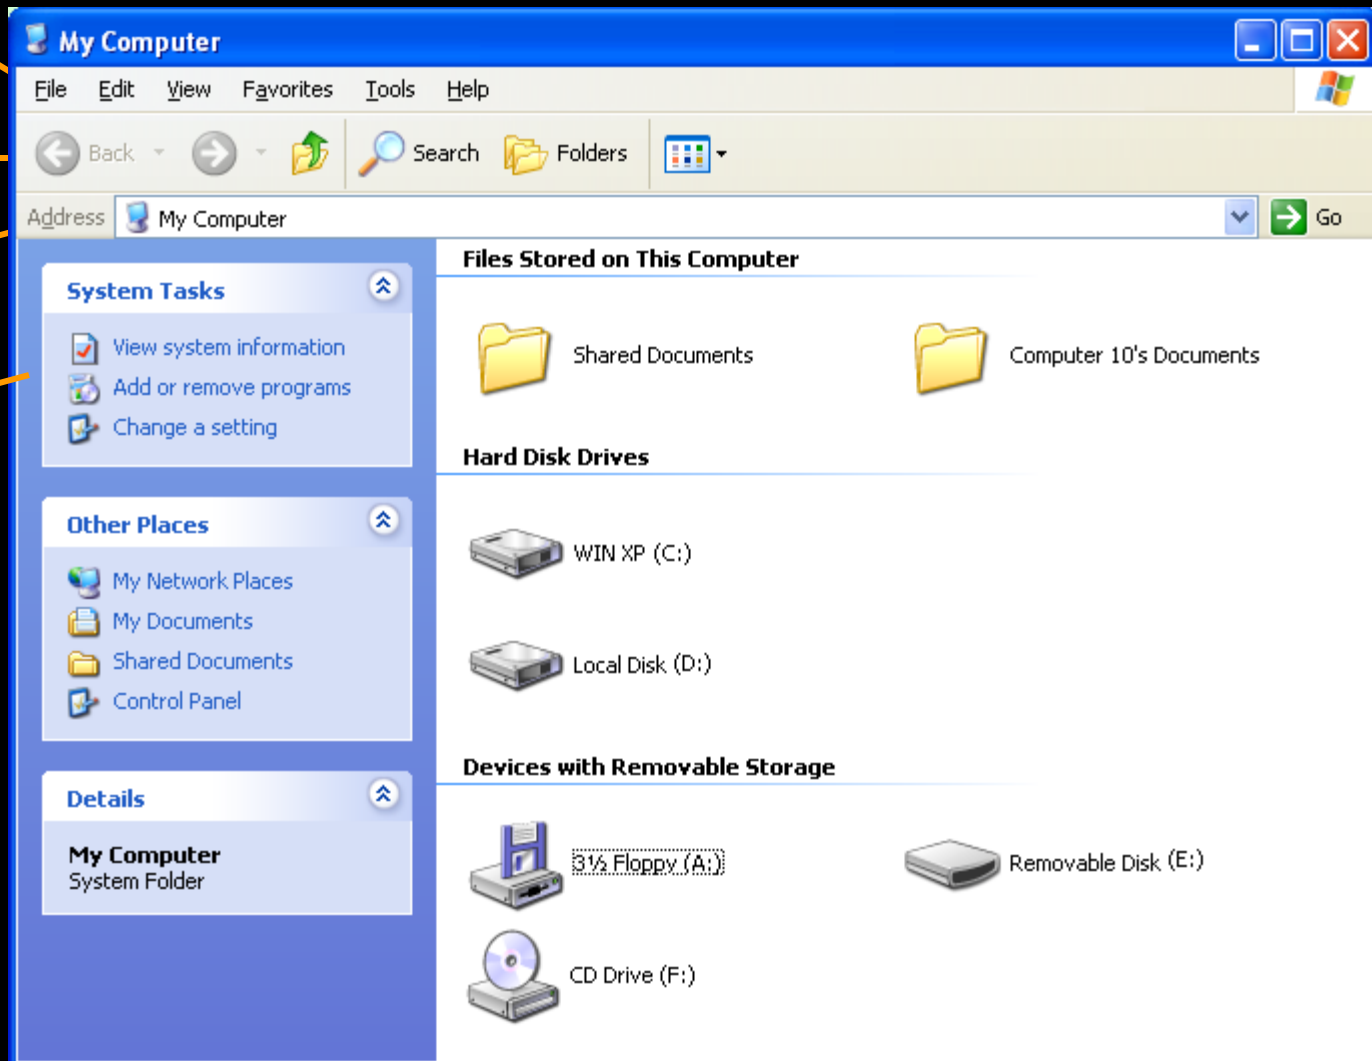 My Computer
File Edit View Favorites Tools Help
Back Search Folders
Address My Computer Go
System Tasks
View system information
Add or remove programs
Change a setting
Other Places
My Network Places
My Documents
Shared Documents
Control Panel
Details
My Computer
System Folder
Files Stored on This Computer
Shared Documents Computer 10's Documents
Hard Disk Drives
WIN XP (C:)
Local Disk (D:)
Devices with Removable Storage
3½ Floppy (A:) Removable Disk (E:)
CD Drive (F:)